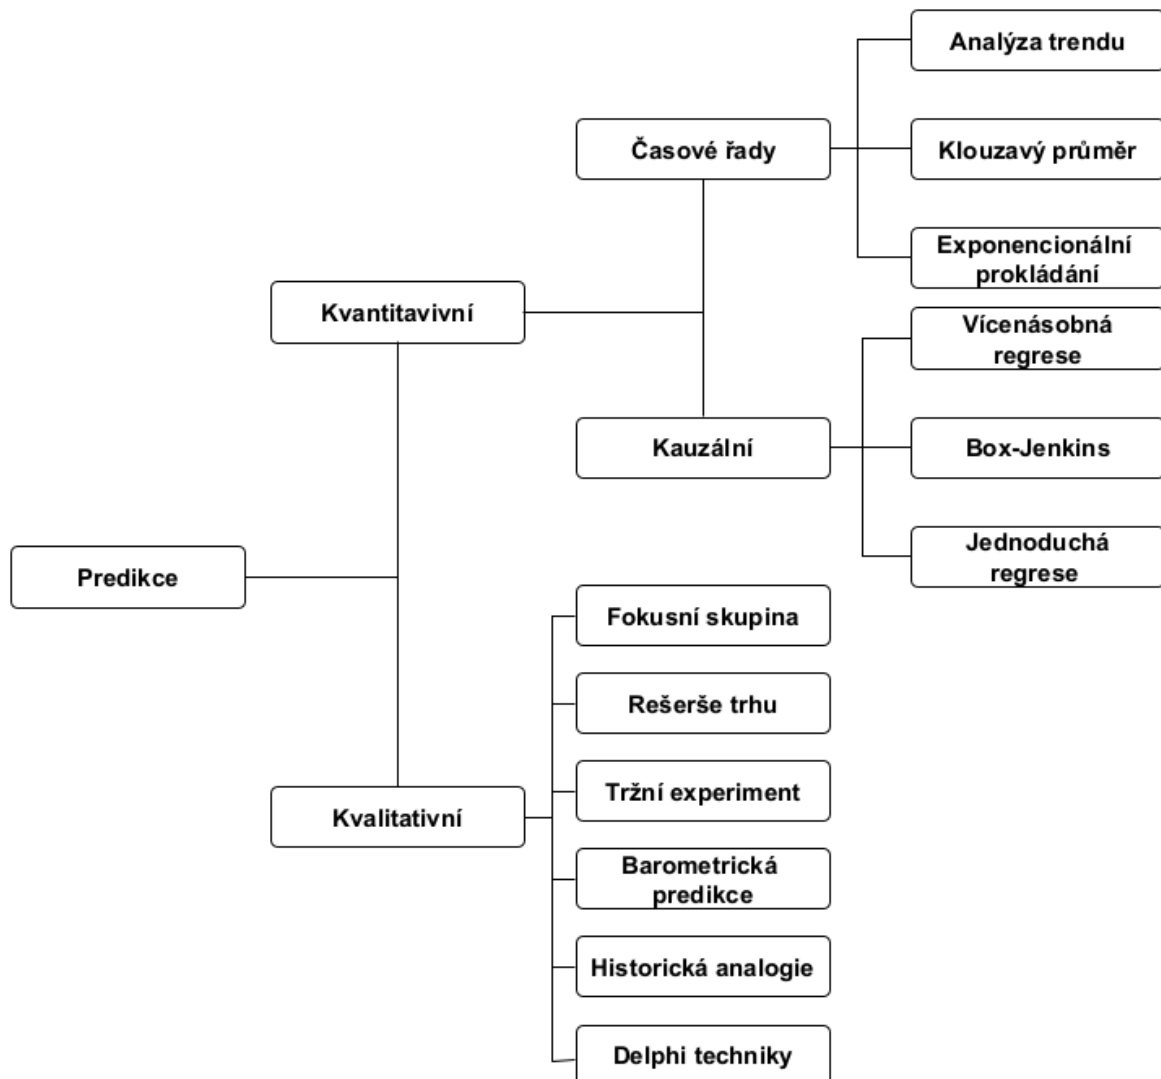 Analýza trendu
Časové řady
Klouzavý průměr
Exponencionální
prokládání
Kvantitavivní
Vícenásobná
regrese
Kauzální
Box-Jenkins
Jednoduchá
regrese
Predikce
Fokusní skupina
Rešerše trhu
Tržní experiment
Kvalitativní
Barometrická
predikce
Historická analogie
Delphi techniky